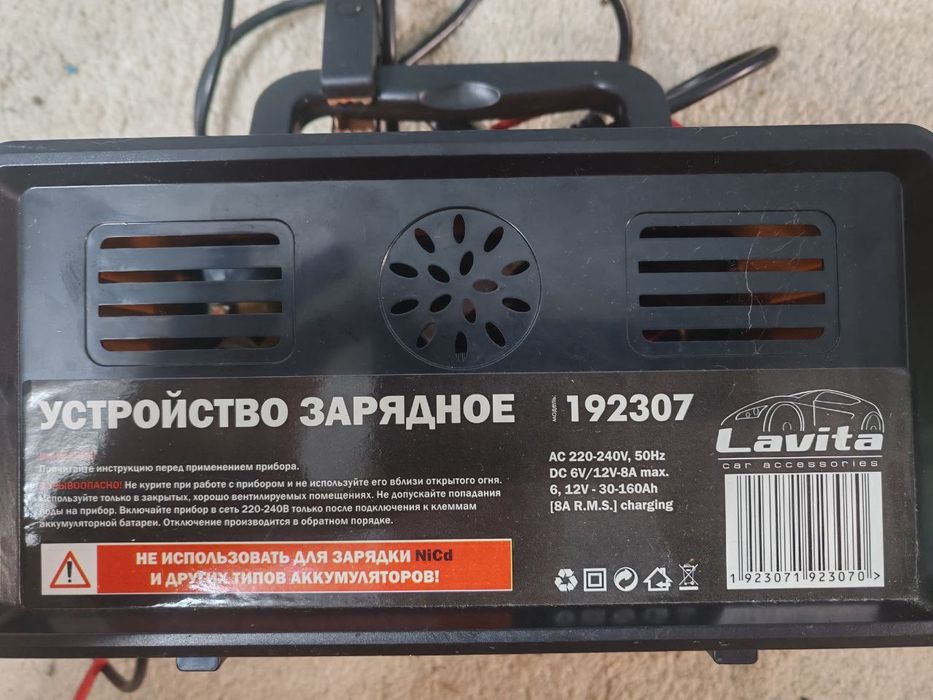 УСТРОЙСТВО ЗАРЯДНОЕ
МОДЕЛЬ: 192307
Lavita
car accessories
Прочитайте инструкцию перед применением прибора.
Не курите при работе с прибором и не используйте его вблизи открытого огня.
Используйте только в закрытых, хорошо вентилируемых помещениях. Не допускайте попадания
воды на прибор. Включайте прибор в сеть 220-240В только после подключения к клеммам
аккумуляторной батареи. Отключение производится в обратном порядке.
AC 220-240V, 50Hz
DC 6V/12V-8A max.
6, 12V - 30-160Ah
[8A R.M.S.] charging
НЕ ИСПОЛЬЗОВАТЬ ДЛЯ ЗАРЯДКИ NiCd
И ДРУГИХ ТИПОВ АККУМУЛЯТОРОВ!
1 923071 923070 >